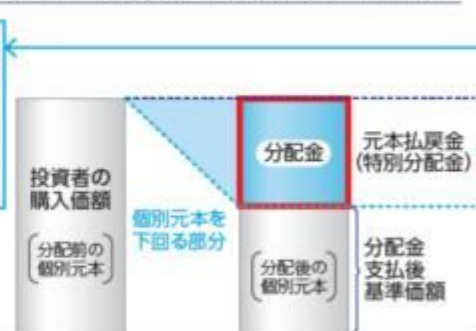 投資者の
購入価額
(分配前の
個別元本)
個別元本を
下回る部分
分配金
(分配後の
個別元本)
元本払戻金
(特別分配金)
分配金
支払後
基準価額